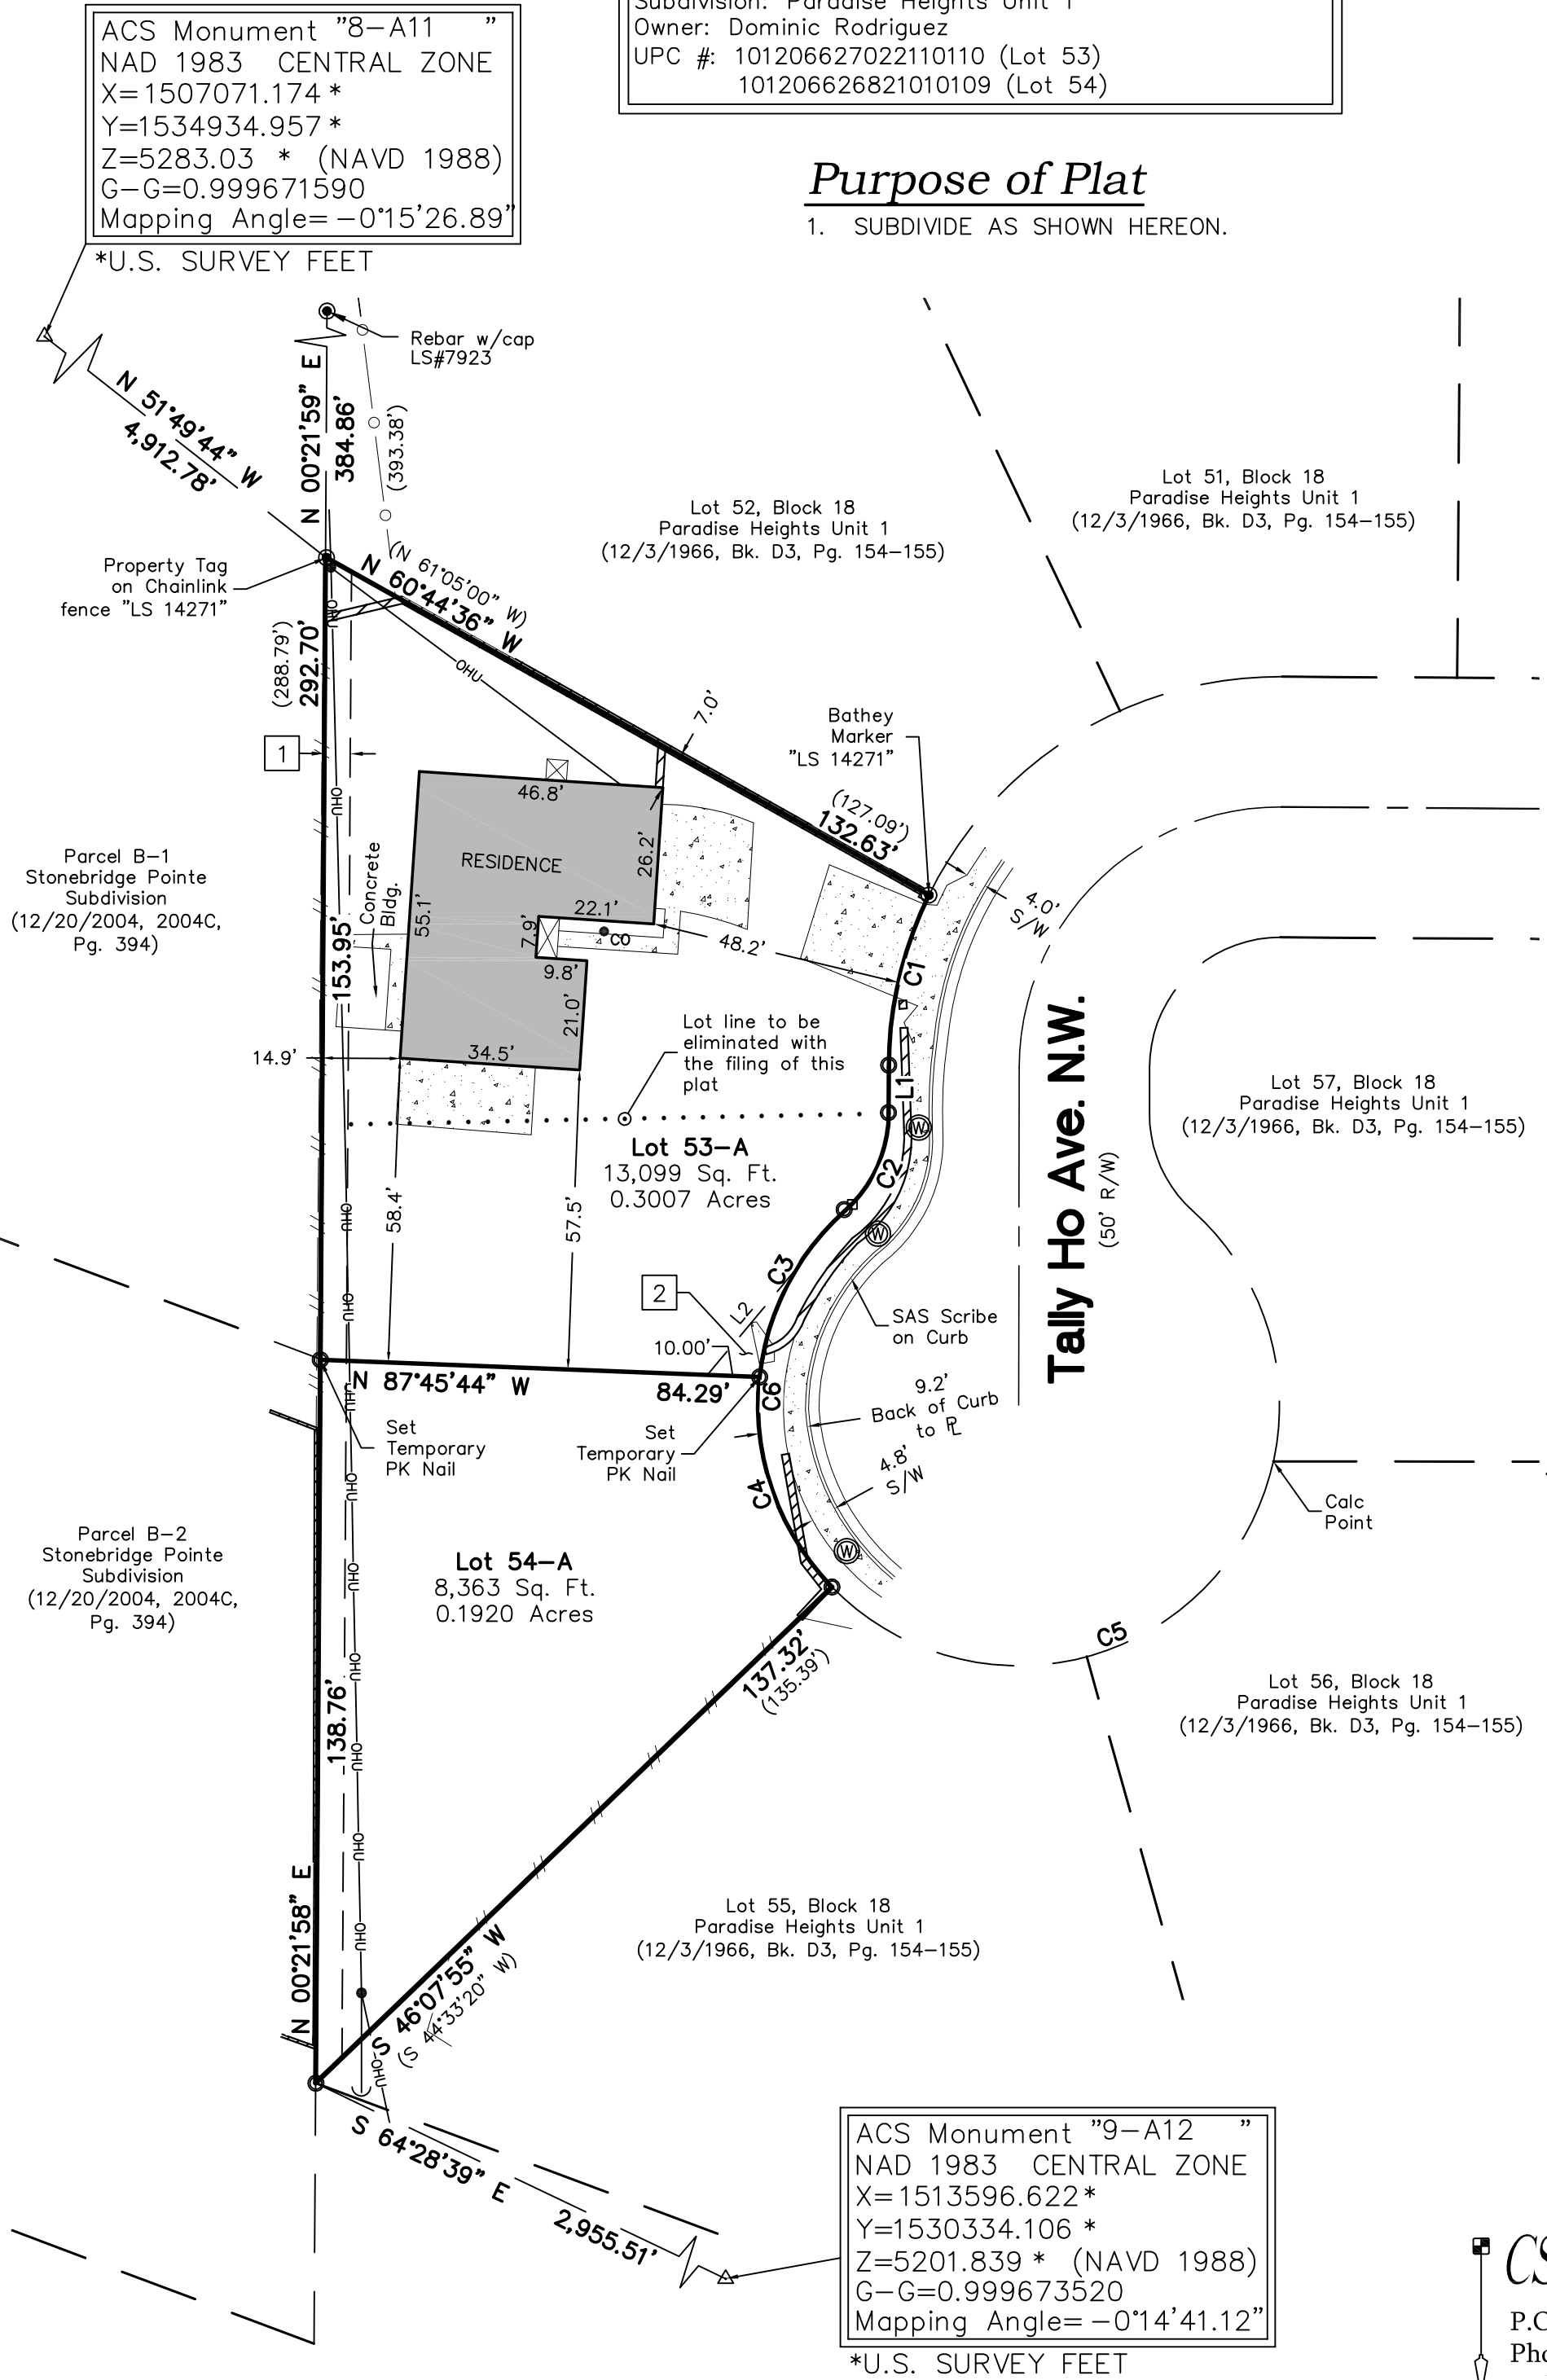 Subdivision: Paradise Heights Unit 1
Owner: Dominic Rodriguez
UPC #: 101206627022110110 (Lot 53)
101206626821010109 (Lot 54)
ACS Monument "8-A11 "
NAD 1983 CENTRAL ZONE
X=1507071.174 *
Y=1534934.957 *
Z=5283.03 * (NAVD 1988)
G-G=0.999671590
Mapping Angle= -0°15'26.89"
*U.S. SURVEY FEET
Purpose of Plat
1. SUBDIVIDE AS SHOWN HEREON.
Rebar w/cap
LS#7923
N 51°49'44" W
4,912.78'
N 00°21'59" E
384.86'
(393.38')
Lot 52, Block 18
Paradise Heights Unit 1
(12/3/1966, Bk. D3, Pg. 154-155)
Lot 51, Block 18
Paradise Heights Unit 1
(12/3/1966, Bk. D3, Pg. 154-155)
Property Tag
on Chainlink
fence "LS 14271"
(N 61°05'00" W)
N 60°44'36" W
OHU
OHU
(288.79')
292.70'
7.0'
Bathey
Marker
"LS 14271"
(127.09')
132.63'
1
OHU
46.8'
RESIDENCE
26.2'
55.1'
22.1'
7.9'
CO
9.8'
21.0'
34.5'
48.2'
14.9'
Concrete
Bldg.
153.95'
Parcel B-1
Stonebridge Pointe
Subdivision
(12/20/2004, 2004C,
Pg. 394)
4.0'
S/W
C1
L1
Lot line to be
eliminated with
the filing of this
plat
Tally Ho Ave. N.W.
(50' R/W)
Lot 57, Block 18
Paradise Heights Unit 1
(12/3/1966, Bk. D3, Pg. 154-155)
Lot 53-A
13,099 Sq. Ft.
0.3007 Acres
W
C2
W
58.4'
57.5'
OHU
OHU
C3
2
L2
10.00'
SAS Scribe
on Curb
N 87°45'44" W
84.29'
C6
OHU
9.2'
Back of Curb
to PL
4.8'
S/W
Set
Temporary
PK Nail
Set
Temporary
PK Nail
C4
OHU
Calc
Point
W
Parcel B-2
Stonebridge Pointe
Subdivision
(12/20/2004, 2004C,
Pg. 394)
Lot 54-A
8,363 Sq. Ft.
0.1920 Acres
OHU
OHU
C5
137.32'
(135.39')
138.76'
OHU
Lot 56, Block 18
Paradise Heights Unit 1
(12/3/1966, Bk. D3, Pg. 154-155)
OHU
N 00°21'58" E
OHU
Lot 55, Block 18
Paradise Heights Unit 1
(12/3/1966, Bk. D3, Pg. 154-155)
S 46°07'55" W
(S 44°33'20" W)
OHU
S 64°28'39" E
2,955.51'
ACS Monument "9-A12 "
NAD 1983 CENTRAL ZONE
X=1513596.622 *
Y=1530334.106 *
Z=5201.839 * (NAVD 1988)
G-G=0.999673520
Mapping Angle= -0°14'41.12"
*U.S. SURVEY FEET
CS
P.O
Pho